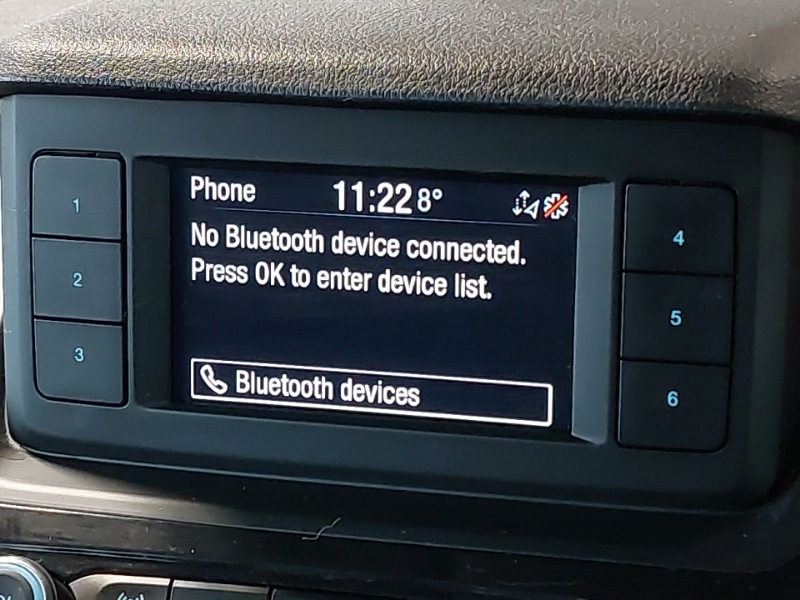 Phone 11:22 8°
No Bluetooth device connected.
Press OK to enter device list.
Bluetooth devices
1
2
3
4
5
6